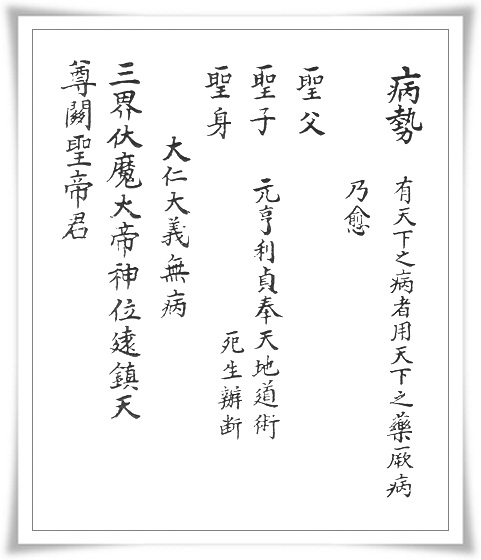 病勢 有天下之病者用天下之藥厥病
乃愈
聖父
聖子 元亨利貞奉天地道術
聖身 死生辦断
大仁大義無病
三界伏魔大帝神位遠鎮天
尊關聖帝君